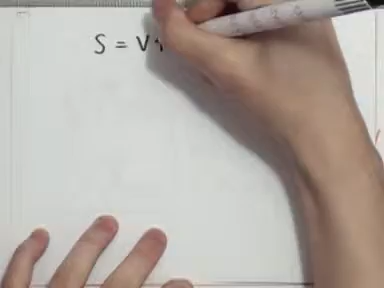 S = V